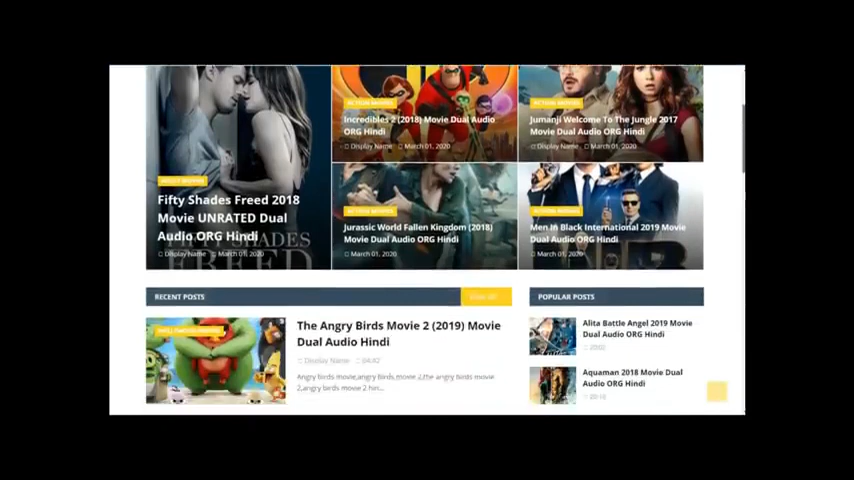 ACTION MOVIES
Incredibles 2 (2018) Movie Dual Audio
ORG Hindi
Display Name March 01, 2020
ACTION MOVIES
Jumanji Welcome To The Jungle 2017
Movie Dual Audio ORG Hindi
Display Name March 01, 2020
Fifty Shades Freed 2018
Movie UNRATED Dual
Audio ORG Hindi
Display Name March 01, 2020
FIFTY SHADES
FREED
ACTION MOVIES
Jurassic World Fallen Kingdom (2018)
Movie Dual Audio ORG Hindi
March 01, 2020
ACTION MOVIES
Men In Black International 2019 Movie
Dual Audio ORG Hindi
March 01, 2020
RECENT POSTS
POPULAR POSTS
The Angry Birds Movie 2 (2019) Movie
Dual Audio Hindi
Display Name 04:42
Angry birds movie,angry Birds movie 2,the angry birds movie
2,angry birds movie 2 hin...
Alita Battle Angel 2019 Movie
Dual Audio ORG Hindi
Aquaman 2018 Movie Dual
Audio ORG Hindi